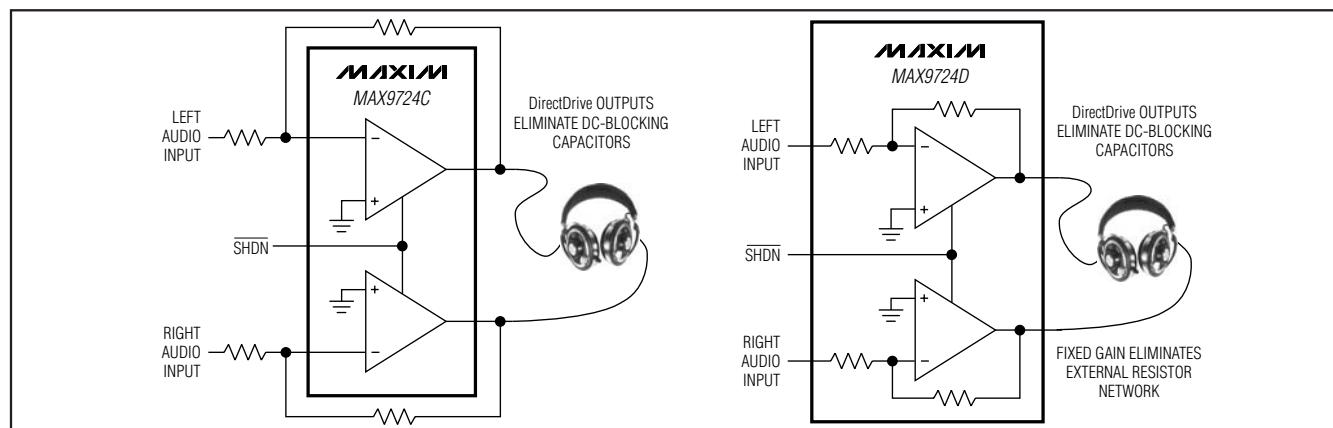 MAXIM
MAX9724C
LEFT
AUDIO
INPUT
−
+
SHDN
+
−
RIGHT
AUDIO
INPUT
DirectDrive OUTPUTS
ELIMINATE DC-BLOCKING
CAPACITORS
MAXIM
MAX9724D
LEFT
AUDIO
INPUT
−
+
SHDN
+
−
RIGHT
AUDIO
INPUT
DirectDrive OUTPUTS
ELIMINATE DC-BLOCKING
CAPACITORS
FIXED GAIN ELIMINATES
EXTERNAL RESISTOR
NETWORK